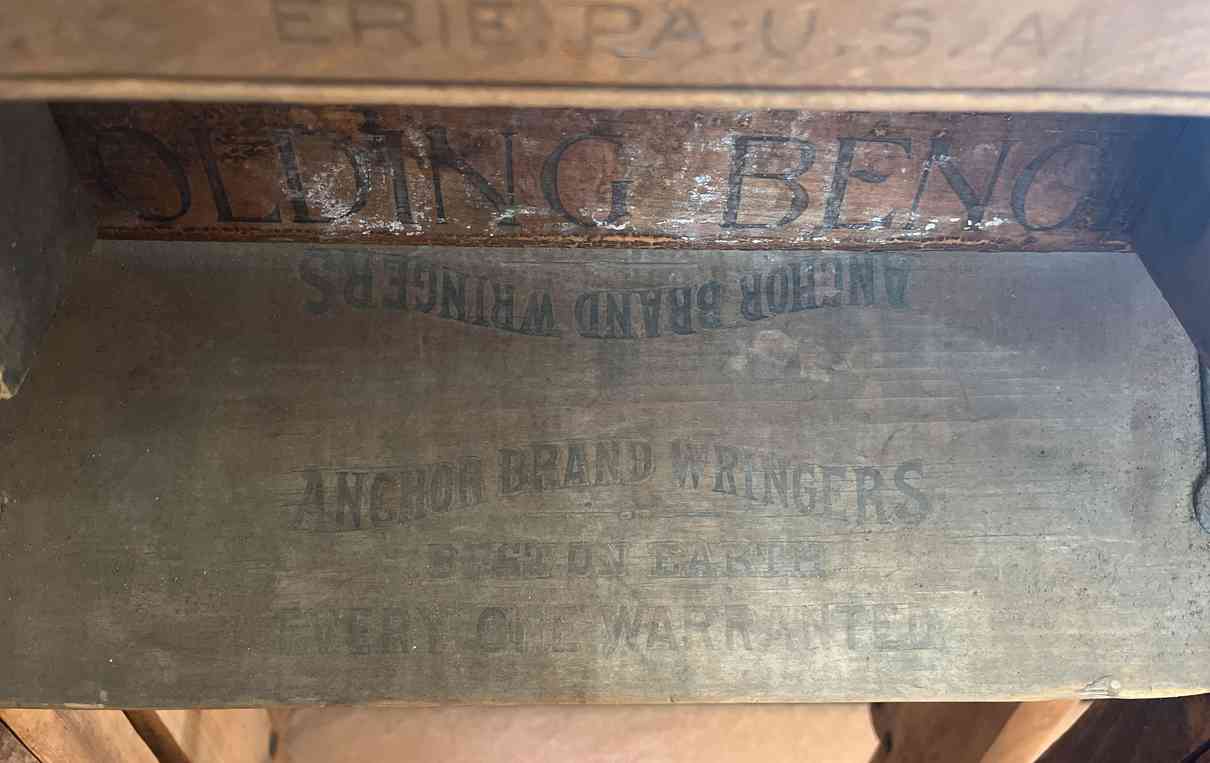 ERIE, PA. U.S.A.
OLDING BENC
ANCHOR BRAND WRINGERS
ANCHOR BRAND WRINGERS
BEST ON EARTH
EVERY ONE WARRANTED